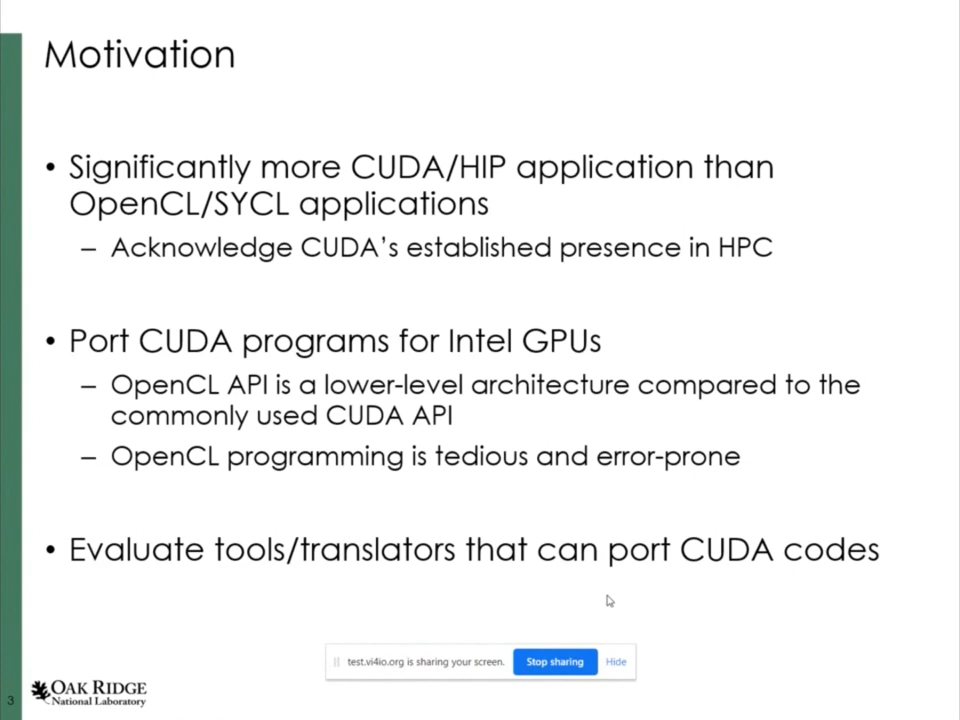 Motivation
• Significantly more CUDA/HIP application than
OpenCL/SYCL applications
– Acknowledge CUDA's established presence in HPC
• Port CUDA programs for Intel GPUs
– OpenCL API is a lower-level architecture compared to the
commonly used CUDA API
– OpenCL programming is tedious and error-prone
• Evaluate tools/translators that can port CUDA codes
test.vi4io.org is sharing your screen. Stop sharing Hide
3
OAK RIDGE
National Laboratory